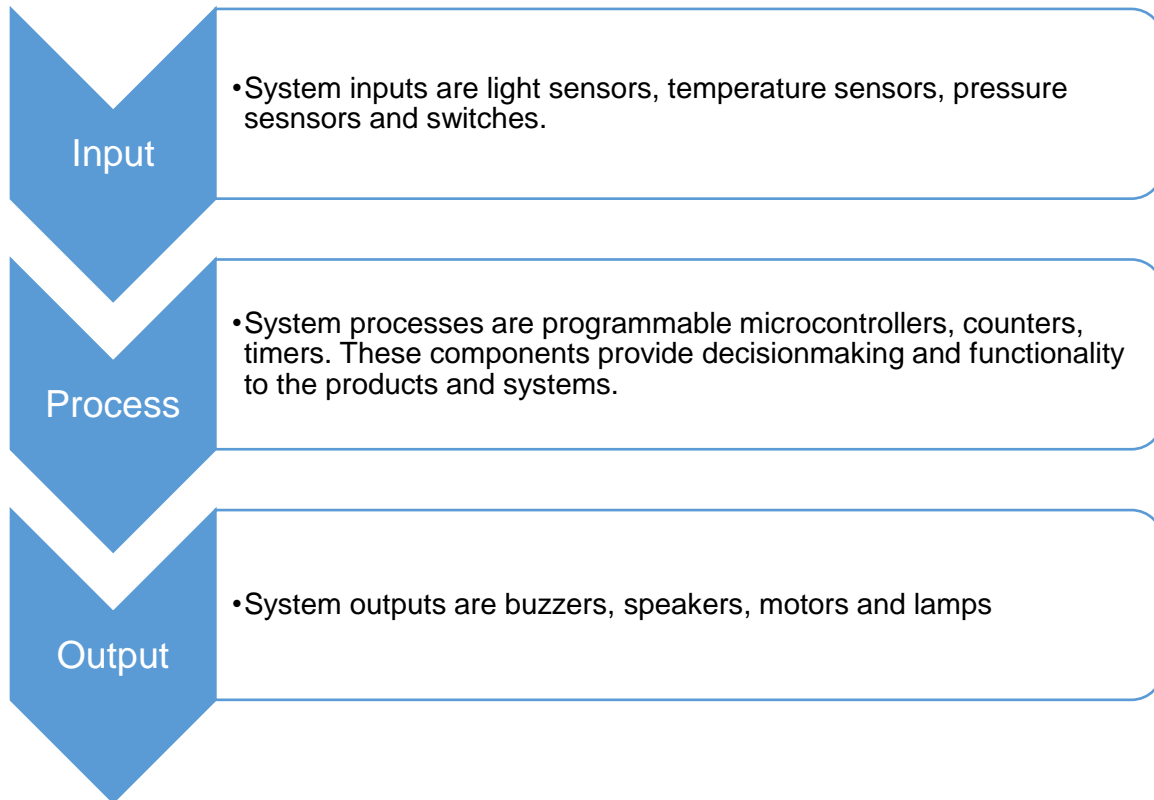 Input
•System inputs are light sensors, temperature sensors, pressure
sesnsors and switches.
Process
•System processes are programmable microcontrollers, counters,
timers. These components provide decisionmaking and functionality
to the products and systems.
Output
•System outputs are buzzers, speakers, motors and lamps